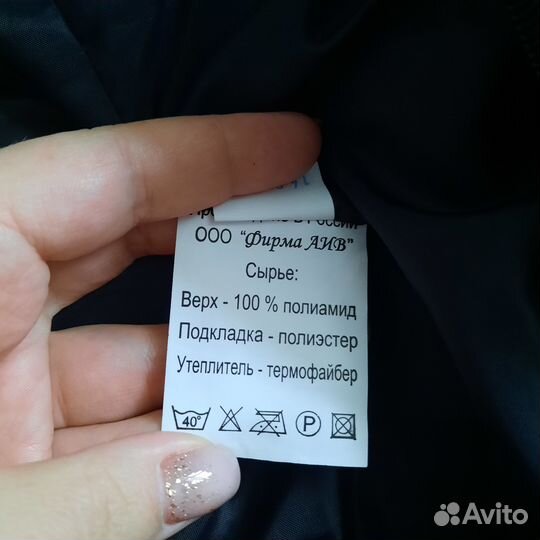 ООО "Фирма АИВ"
Сырье:
Верх - 100 % полиамид
Подкладка - полиэстер
Утеплитель - термофайбер
40°
P
Avito